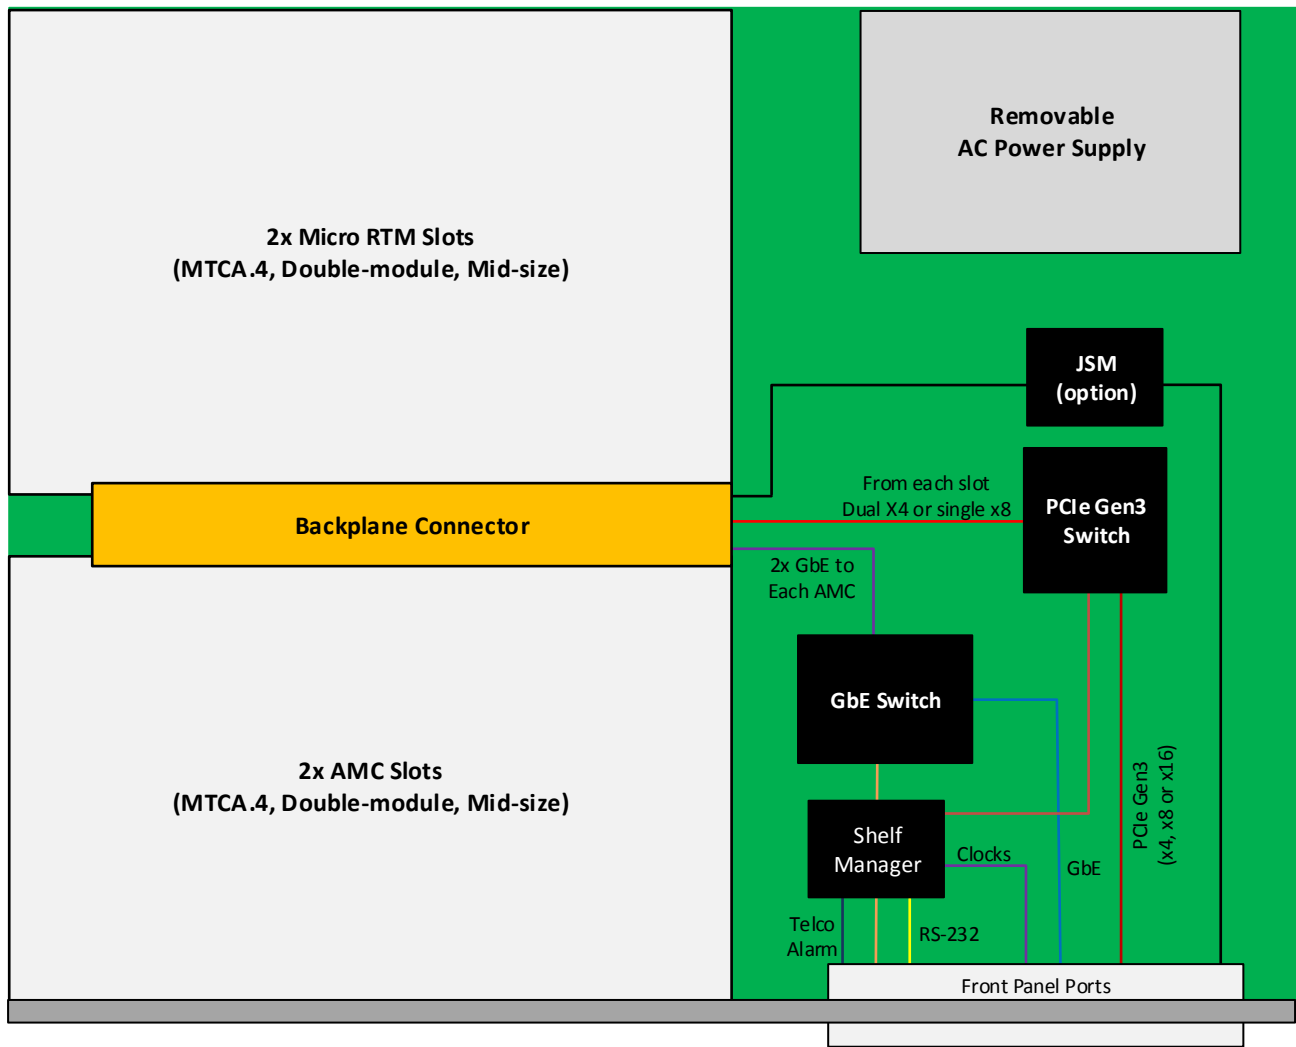 Removable
AC Power Supply
2x Micro RTM Slots
(MTCA.4, Double-module, Mid-size)
JSM
(option)
From each slot
Dual X4 or single x8
PCIe Gen3
Switch
Backplane Connector
2x GbE to
Each AMC
GbE Switch
2x AMC Slots
(MTCA.4, Double-module, Mid-size)
PCIe Gen3
(x4, x8 or x16)
Shelf
Manager
Clocks
GbE
Telco
Alarm
RS-232
Front Panel Ports